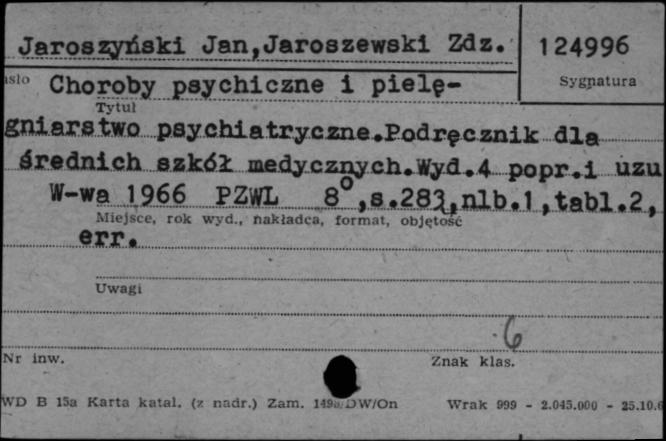 Jaroszyński Jan,Jaroszewski Zdz.
124996
Sygnatura
Choroby psychiczne i pielę-
Tytuł
gniarstwo psychiatryczne.Podręcznik dla
średnich szkół medycznych.Wyd.4 popr.i uzu
W-wa 1966 PZWL 8°,s.283,nlb.1,tabl.2,
Miejsce, rok wyd., nakładca, format, objętość
err.
Uwagi
6
Nr inw.
Znak klas.
WD B 15a Karta katal. (z nadr.) Zam. DW/On Wrak 999 - 2.045.000 - 25.10.6